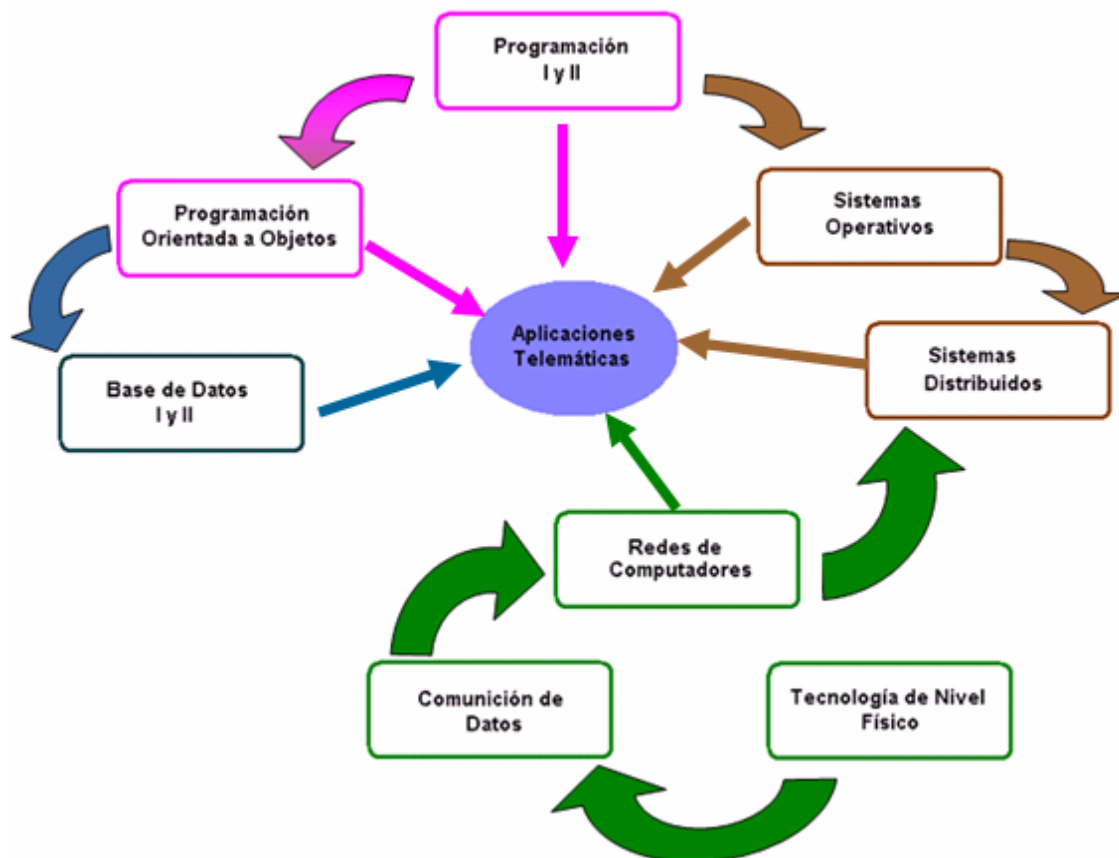 Programación
I y II
Programación
Orientada a Objetos
Sistemas
Operativos
Aplicaciones
Telemáticas
Base de Datos
I y II
Sistemas
Distribuidos
Redes de
Computadores
Comunición de
Datos
Tecnología de Nivel
Físico